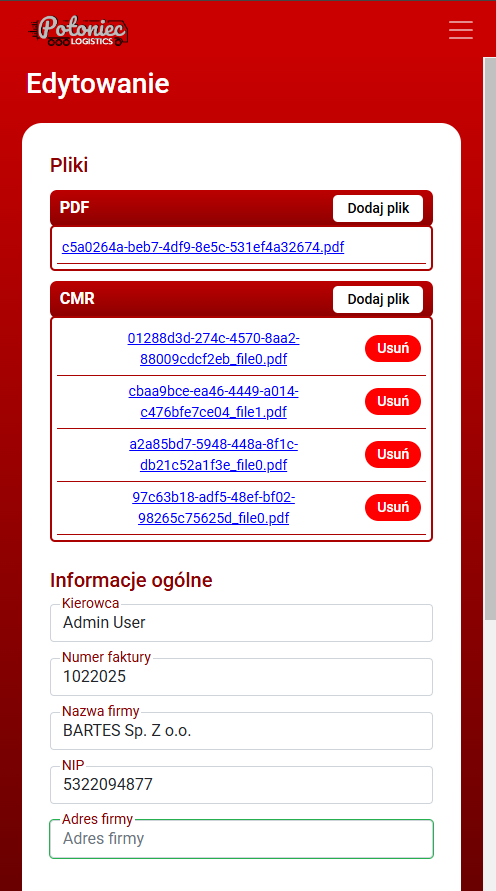 Potoniec
LOGISTICS
Edytowanie
Pliki
PDF
Dodaj plik
c5a0264a-beb7-4df9-8e5c-531ef4a32674.pdf
CMR
Dodaj plik
01288d3d-274c-4570-8aa2-
88009cdcf2eb_file0.pdf
Usuń
cbaa9bce-ea46-4449-a014-
c476bfe7ce04_file1.pdf
Usuń
a2a85bd7-5948-448a-8f1c-
db21c52a1f3e_file0.pdf
Usuń
97c63b18-adf5-48ef-bf02-
98265c75625d_file0.pdf
Usuń
Informacje ogólne
Kierowca
Admin User
Numer faktury
1022025
Nazwa firmy
BARTES Sp. Z o.o.
NIP
5322094877
Adres firmy
Adres firmy